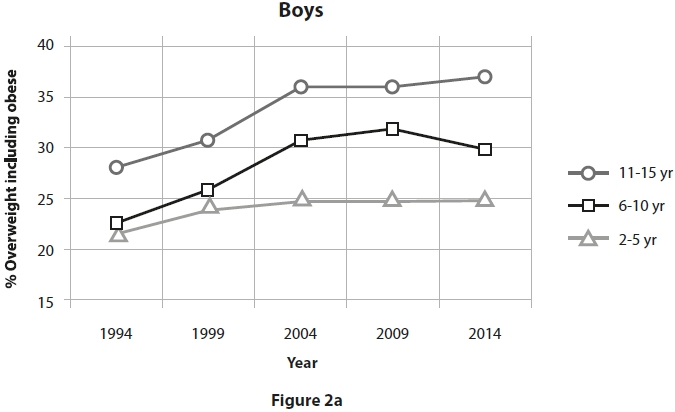 Boys
% Overweight including obese
40
35
30
25
20
15
1994 1999 2004 2009 2014
Year
11-15 yr
6-10 yr
2-5 yr
Figure 2a